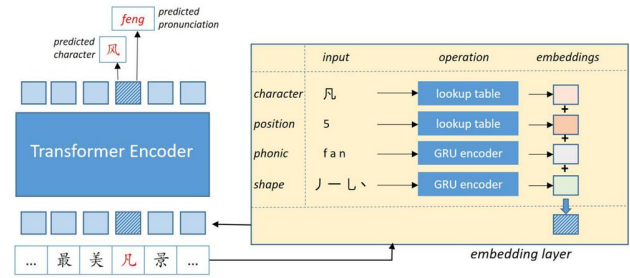 feng
predicted pronunciation
predicted character
风
Transformer Encoder
... 最 美 凡 景 ...
input operation embeddings
character 凡 lookup table
+
position 5 lookup table
+
phonic f a n GRU encoder
+
shape 丿 一 乚 丶 GRU encoder
embedding layer